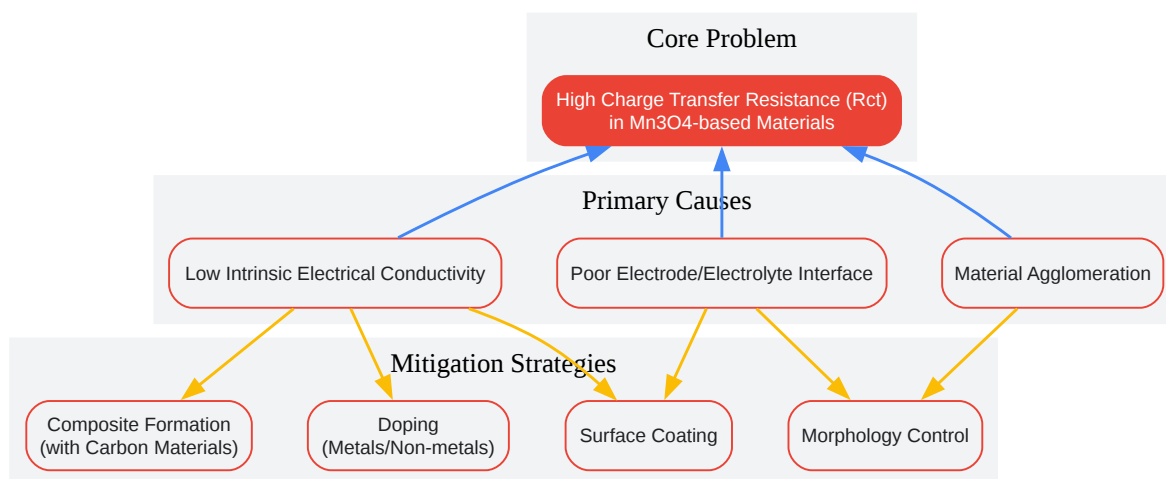 Core Problem
High Charge Transfer Resistance (Rct)
in Mn3O4-based Materials
Primary Causes
Low Intrinsic Electrical Conductivity
Poor Electrode/Electrolyte Interface
Material Agglomeration
Mitigation Strategies
Composite Formation
(with Carbon Materials)
Doping
(Metals/Non-metals)
Surface Coating
Morphology Control